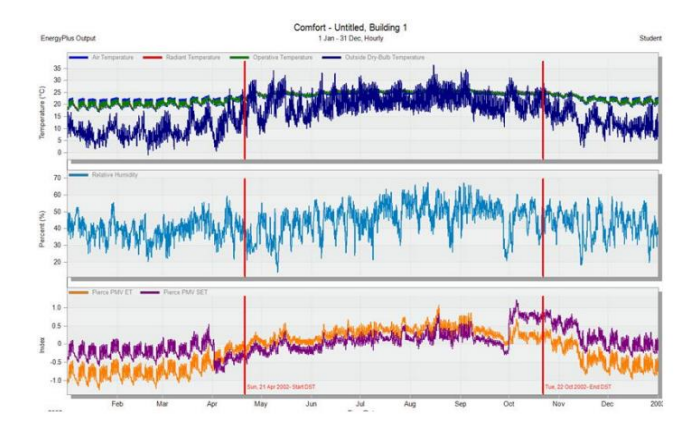 Comfort - Untitled, Building 1
EnergyPlus Output 1 Jan - 31 Dec, Hourly Student
Air Temperature Radiant Temperature Operative Temperature Outside Dry-Bulb Temperature
Temperature (°C)
35
30
25
20
15
10
5
0
Relative Humidity
Percent (%)
70
60
50
40
30
20
Pierce PMV ET Pierce PMV SET
Index
1.0
0.5
0.0
-0.5
-1.0
Sun, 21 Apr 2002- Start DST Tue, 22 Oct 2002- End DST
Feb Mar Apr May Jun Jul Aug Sep Oct Nov Dec